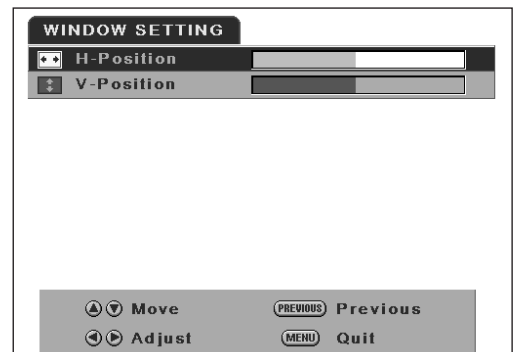 WINDOW SETTING
H-Position
V-Position
Move PREVIOUS Previous
Adjust MENU Quit